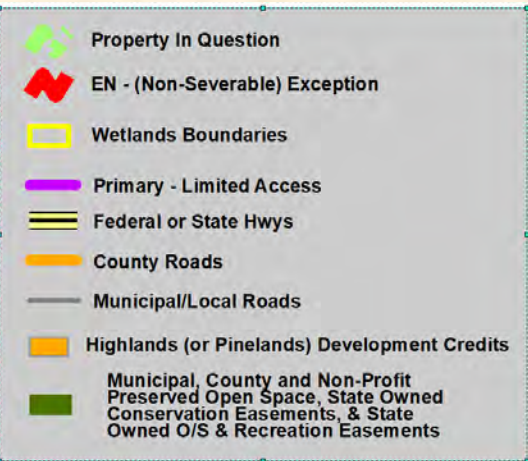 Property In Question
EN - (Non-Severable) Exception
Wetlands Boundaries
Primary - Limited Access
Federal or State Hwys
County Roads
Municipal/Local Roads
Highlands (or Pinelands) Development Credits
Municipal, County and Non-Profit
Preserved Open Space, State Owned
Conservation Easements, & State
Owned O/S & Recreation Easements